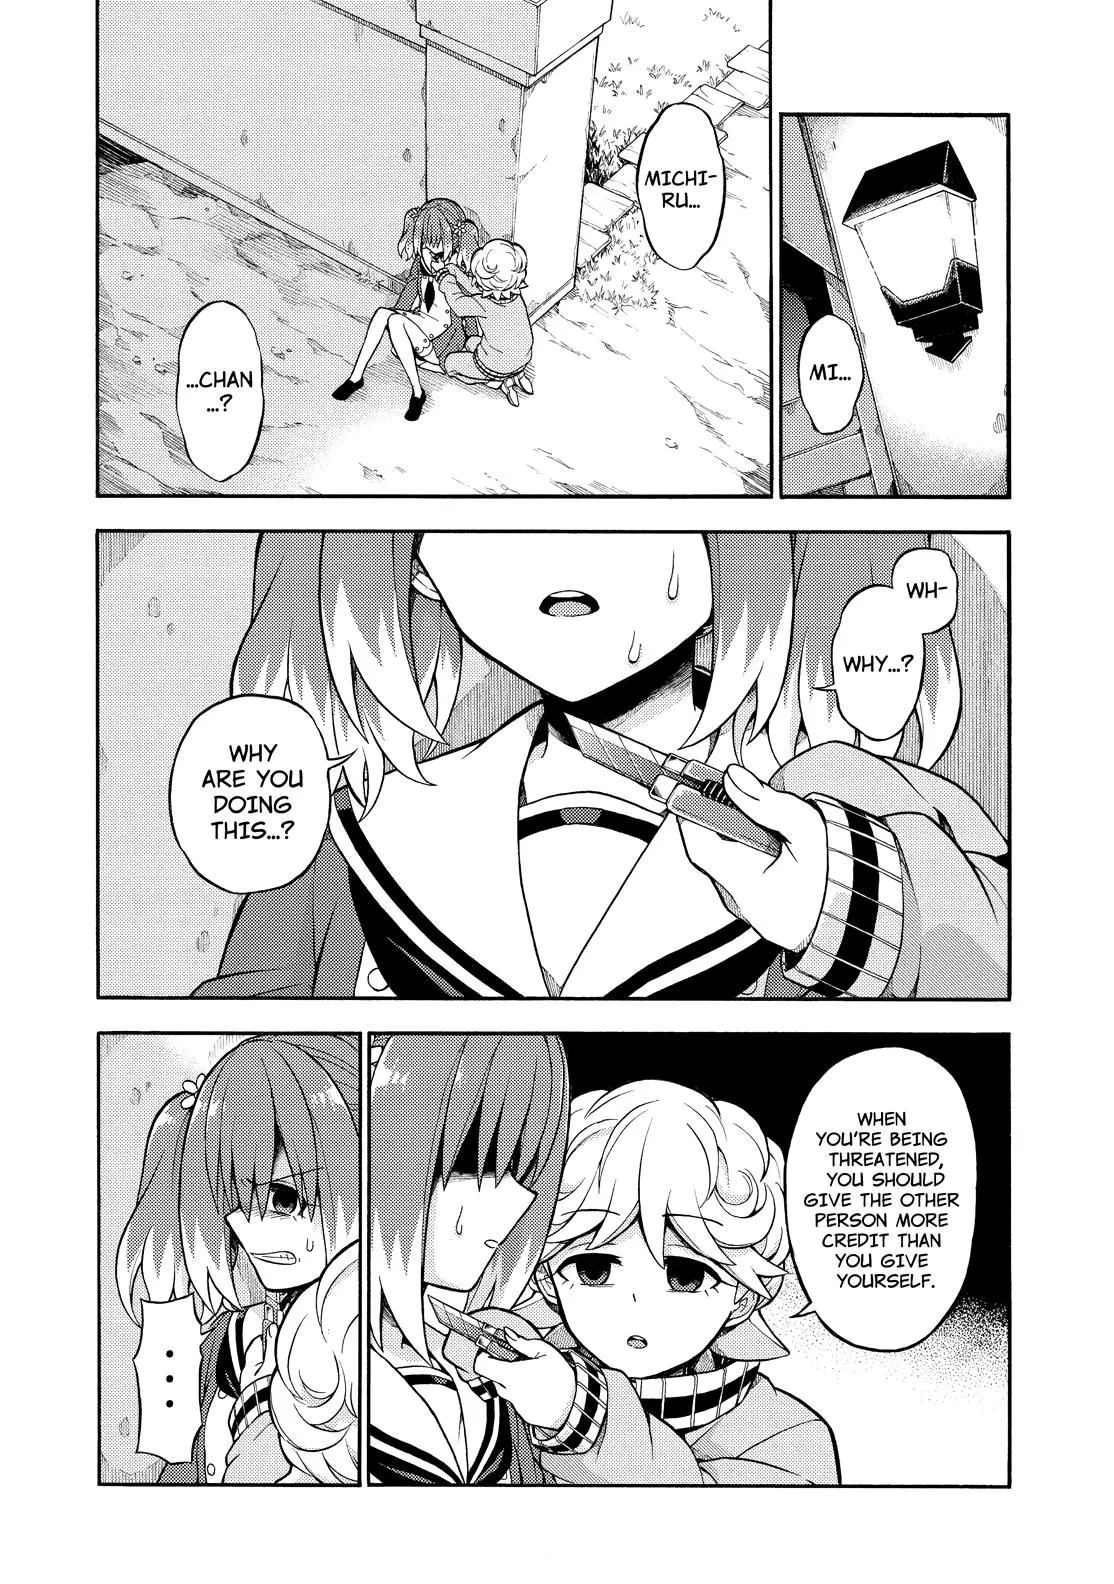 MI...
MICHI-
RU...
...CHAN
...?
WH-
WHY...?
WHY
ARE YOU
DOING
THIS...?
WHEN
YOU'RE BEING
THREATENED,
YOU SHOULD
GIVE THE OTHER
PERSON MORE
CREDIT THAN
YOU GIVE
YOURSELF.
...